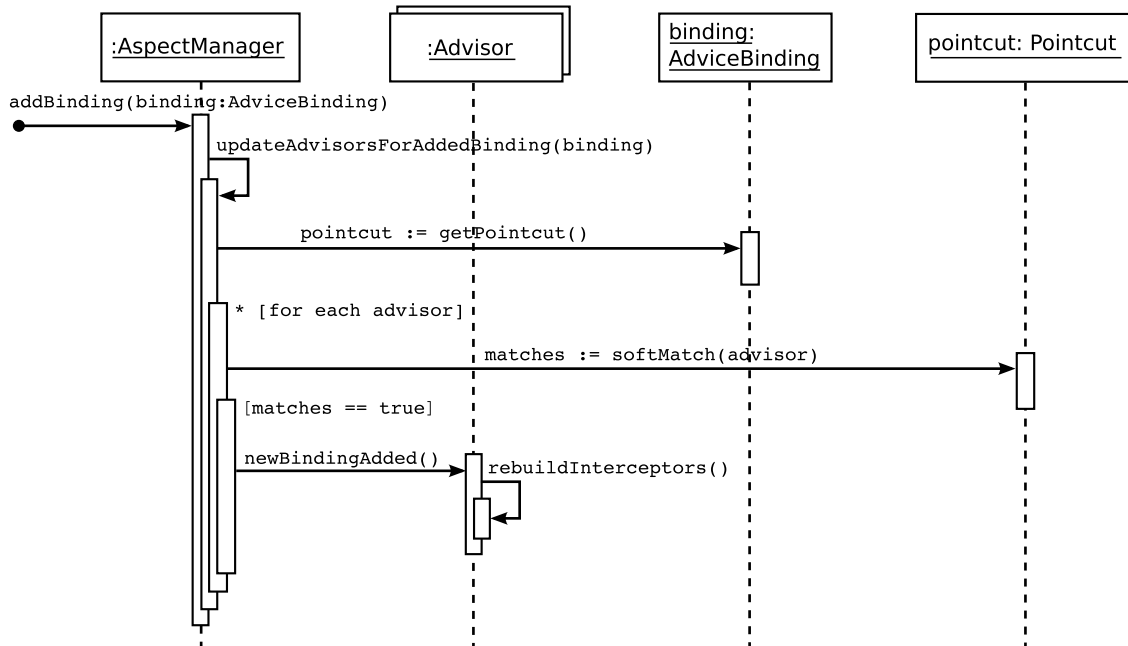 :AspectManager
:Advisor
binding:
AdviceBinding
pointcut: Pointcut
addBinding(binding:AdviceBinding)
updateAdvisorsForAddedBinding(binding)
pointcut := getPointcut()
* [for each advisor]
matches := softMatch(advisor)
[matches == true]
newBindingAdded()
rebuildInterceptors()